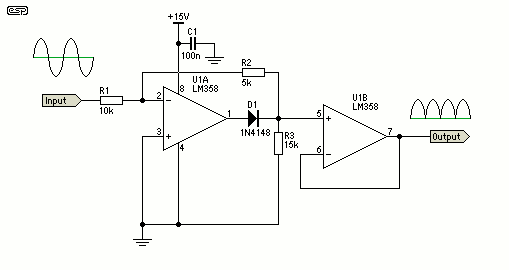 esp
+15V
C1
100n
R2
5k
R1
10k
Input
U1A
LM358
2
-
8
1
3
+
4
D1
1N4148
R3
15k
U1B
LM358
5
+
6
-
7
Output